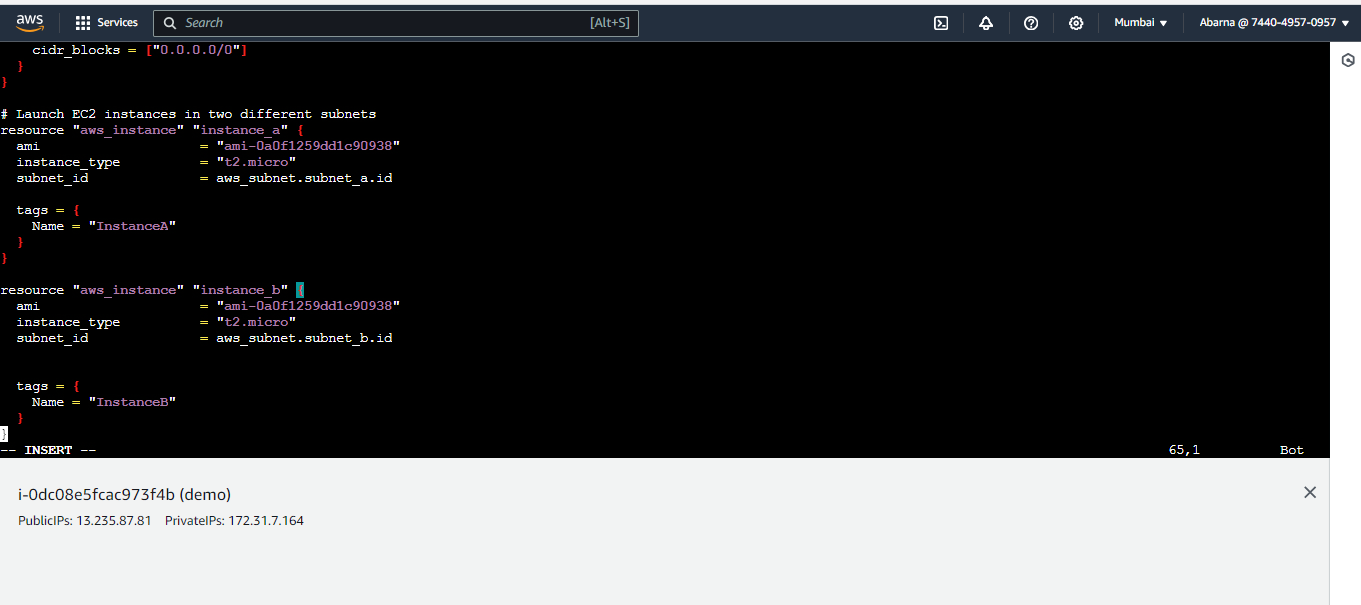 aws Services Search [Alt+S] Mumbai Abarna @ 7440-4957-0957
cidr_blocks = ["0.0.0.0/0"]
}
}
# Launch EC2 instances in two different subnets
resource "aws_instance" "instance_a" {
ami = "ami-0a0f1259dd1c90938"
instance_type = "t2.micro"
subnet_id = aws_subnet.subnet_a.id
tags = {
Name = "InstanceA"
}
}
resource "aws_instance" "instance_b" {
ami = "ami-0a0f1259dd1c90938"
instance_type = "t2.micro"
subnet_id = aws_subnet.subnet_b.id
tags = {
Name = "InstanceB"
}
}
-- INSERT -- 65,1 Bot
i-0dc08e5fcac973f4b (demo)
PublicIPs: 13.235.87.81 PrivateIPs: 172.31.7.164